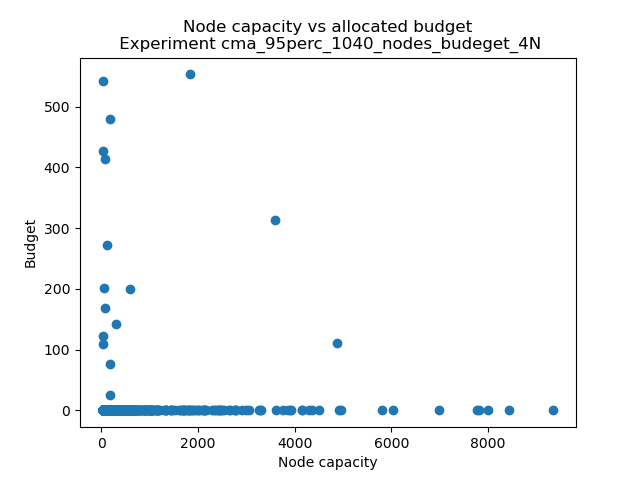 Node capacity vs allocated budget
Experiment cma_95perc_1040_nodes_budeget_4N
500
400
300
200
100
0
Budget
0 2000 4000 6000 8000
Node capacity